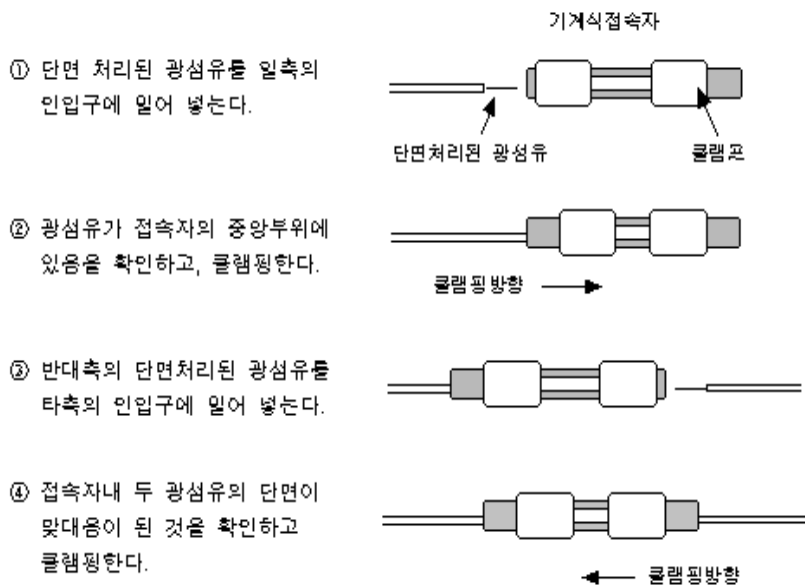 기계식접속자
① 단면 처리된 광섬유를 일측의
인입구에 밀어 넣는다.
단면처리된 광섬유
클램프
② 광섬유가 접속자의 중앙부위에
있음을 확인하고, 클램핑한다.
클램핑방향
③ 반대측의 단면처리된 광섬유를
타측의 인입구에 밀어 넣는다.
④ 접속자내 두 광섬유의 단면이
맞대음이 된 것을 확인하고
클램핑한다.
클램핑방향